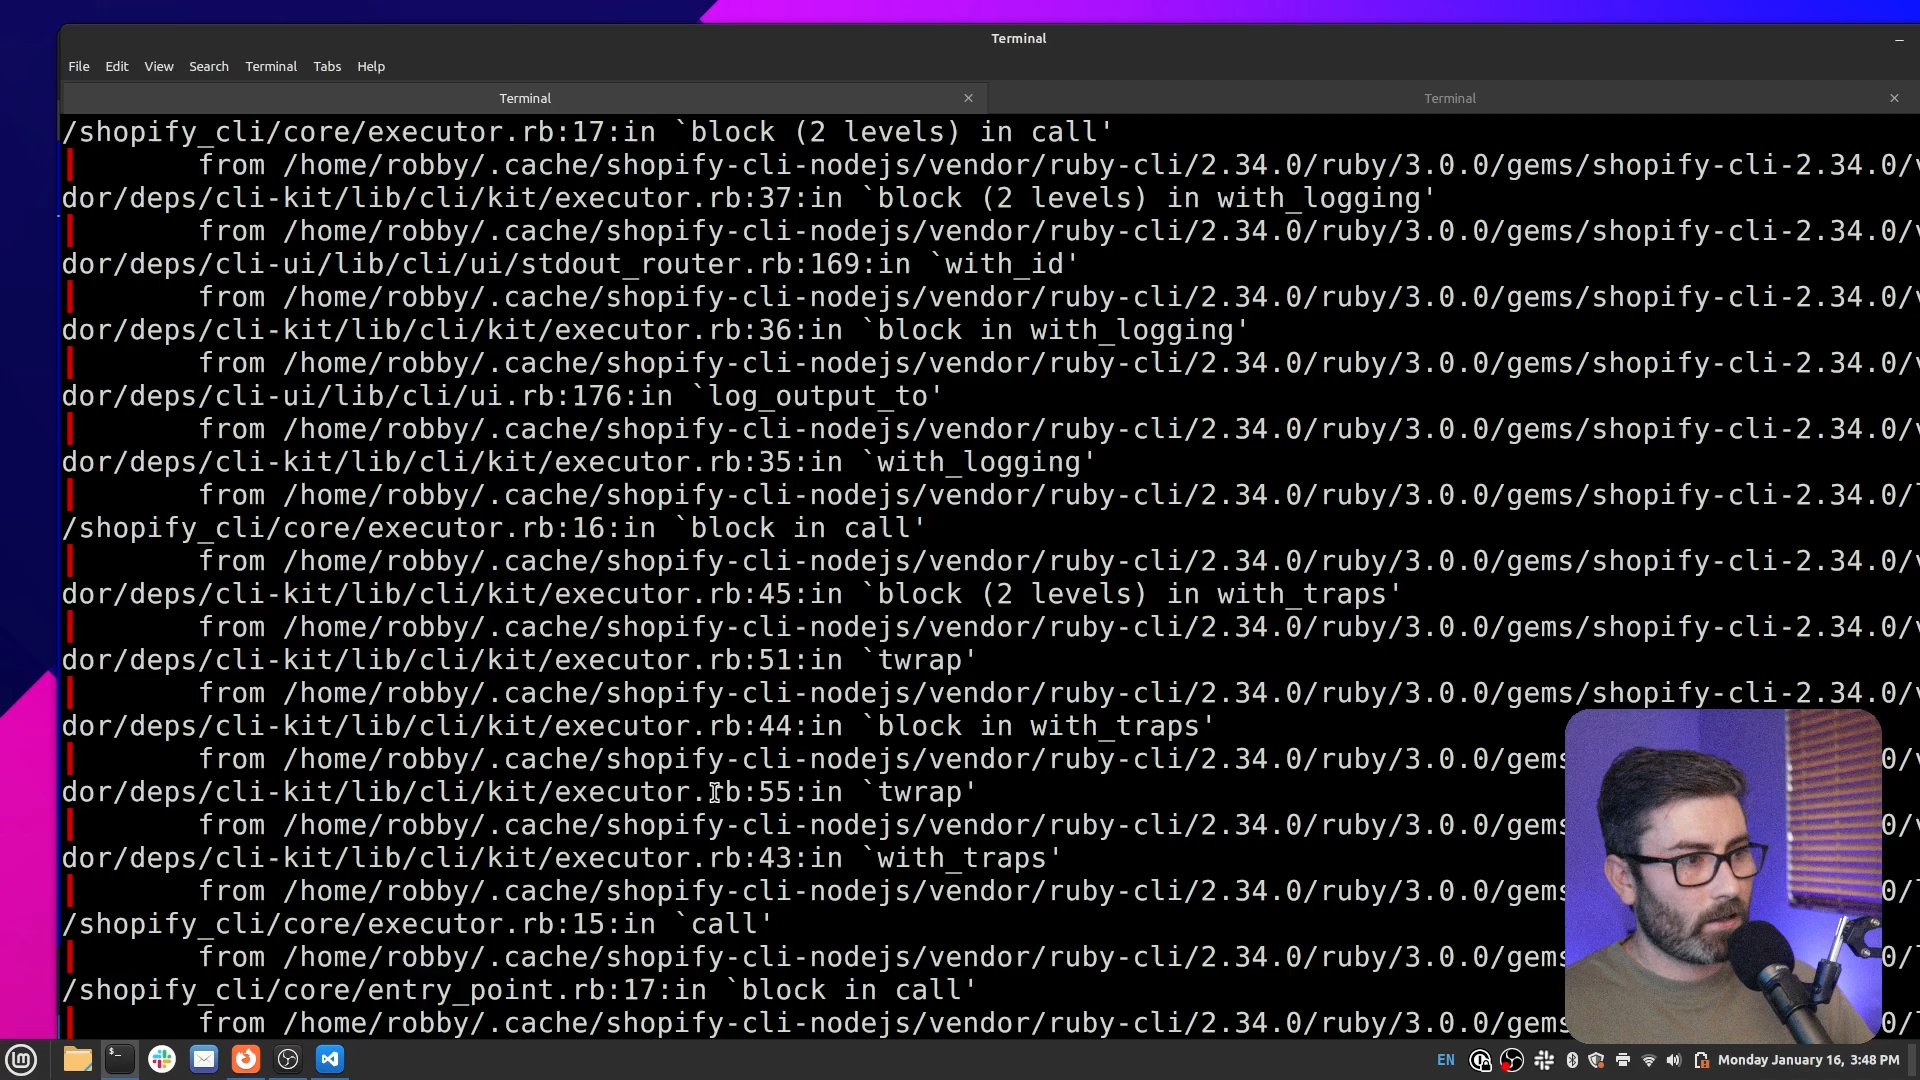 Terminal
File Edit View Search Terminal Tabs Help
Terminal × Terminal ×
/shopify_cli/core/executor.rb:17:in `block (2 levels) in call'
from /home/robby/.cache/shopify-cli-nodejs/vendor/ruby-cli/2.34.0/ruby/3.0.0/gems/shopify-cli-2.34.0/v
dor/deps/cli-kit/lib/cli/kit/executor.rb:37:in `block (2 levels) in with_logging'
from /home/robby/.cache/shopify-cli-nodejs/vendor/ruby-cli/2.34.0/ruby/3.0.0/gems/shopify-cli-2.34.0/v
dor/deps/cli-ui/lib/cli/ui/stdout_router.rb:169:in `with_id'
from /home/robby/.cache/shopify-cli-nodejs/vendor/ruby-cli/2.34.0/ruby/3.0.0/gems/shopify-cli-2.34.0/v
dor/deps/cli-kit/lib/cli/kit/executor.rb:36:in `block in with_logging'
from /home/robby/.cache/shopify-cli-nodejs/vendor/ruby-cli/2.34.0/ruby/3.0.0/gems/shopify-cli-2.34.0/v
dor/deps/cli-ui/lib/cli/ui.rb:176:in `log_output_to'
from /home/robby/.cache/shopify-cli-nodejs/vendor/ruby-cli/2.34.0/ruby/3.0.0/gems/shopify-cli-2.34.0/v
dor/deps/cli-kit/lib/cli/kit/executor.rb:35:in `with_logging'
from /home/robby/.cache/shopify-cli-nodejs/vendor/ruby-cli/2.34.0/ruby/3.0.0/gems/shopify-cli-2.34.0/l
/shopify_cli/core/executor.rb:16:in `block in call'
from /home/robby/.cache/shopify-cli-nodejs/vendor/ruby-cli/2.34.0/ruby/3.0.0/gems/shopify-cli-2.34.0/v
dor/deps/cli-kit/lib/cli/kit/executor.rb:45:in `block (2 levels) in with_traps'
from /home/robby/.cache/shopify-cli-nodejs/vendor/ruby-cli/2.34.0/ruby/3.0.0/gems/shopify-cli-2.34.0/v
dor/deps/cli-kit/lib/cli/kit/executor.rb:51:in `twrap'
from /home/robby/.cache/shopify-cli-nodejs/vendor/ruby-cli/2.34.0/ruby/3.0.0/gems/shopify-cli-2.34.0/v
dor/deps/cli-kit/lib/cli/kit/executor.rb:44:in `block in with_traps'
from /home/robby/.cache/shopify-cli-nodejs/vendor/ruby-cli/2.34.0/ruby/3.0.0/gems 0/v
dor/deps/cli-kit/lib/cli/kit/executor.rb:55:in `twrap'
from /home/robby/.cache/shopify-cli-nodejs/vendor/ruby-cli/2.34.0/ruby/3.0.0/gems 0/v
dor/deps/cli-kit/lib/cli/kit/executor.rb:43:in `with_traps'
from /home/robby/.cache/shopify-cli-nodejs/vendor/ruby-cli/2.34.0/ruby/3.0.0/gems 0/l
/shopify_cli/core/executor.rb:15:in `call'
from /home/robby/.cache/shopify-cli-nodejs/vendor/ruby-cli/2.34.0/ruby/3.0.0/gems 0/l
/shopify_cli/core/entry_point.rb:17:in `block in call'
from /home/robby/.cache/shopify-cli-nodejs/vendor/ruby-cli/2.34.0/ruby/3.0.0/gems 0/l
EN Monday January 16, 3:48 PM